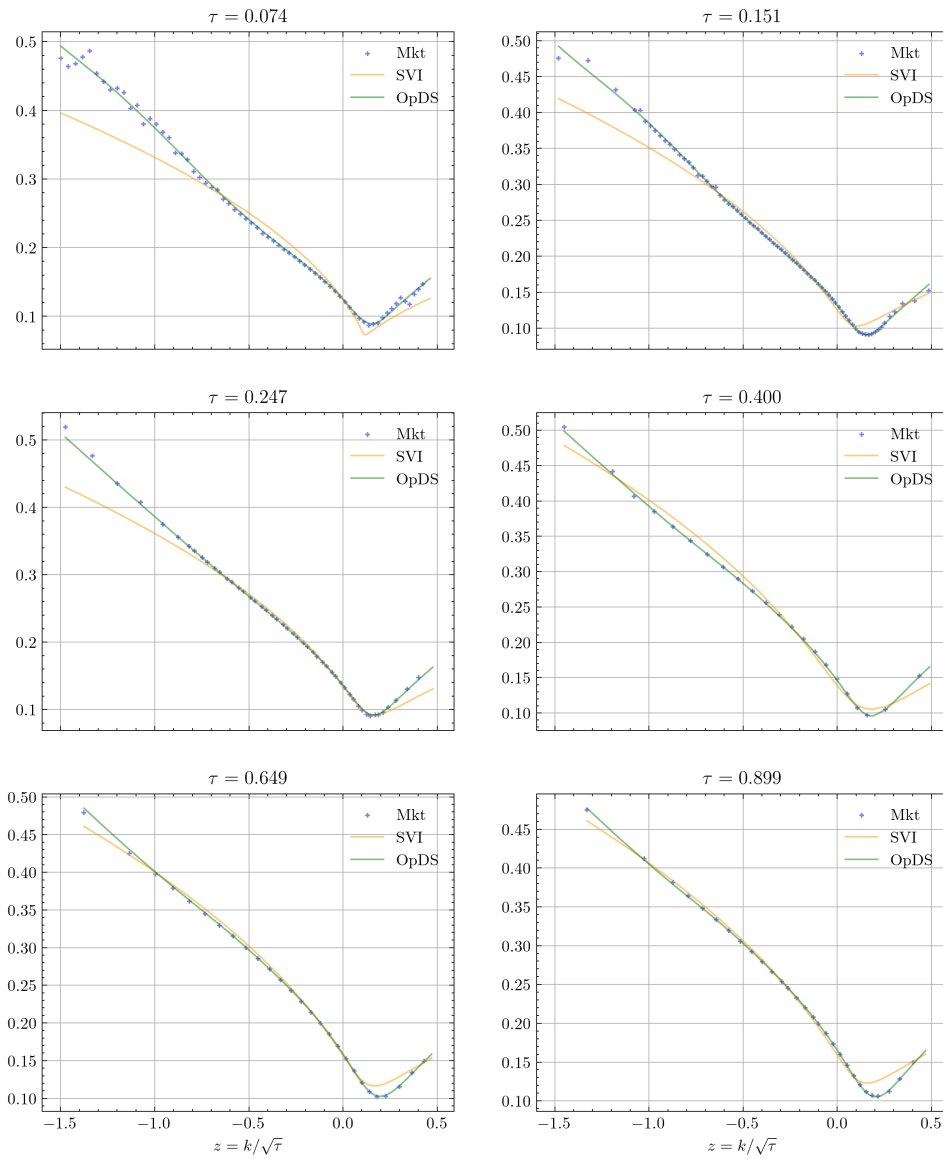 τ = 0.074
0.5
0.4
0.3
0.2
0.1
Mkt
SVI
OpDS
τ = 0.151
0.50
0.45
0.40
0.35
0.30
0.25
0.20
0.15
0.10
Mkt
SVI
OpDS
τ = 0.247
0.5
0.4
0.3
0.2
0.1
Mkt
SVI
OpDS
τ = 0.400
0.50
0.45
0.40
0.35
0.30
0.25
0.20
0.15
0.10
Mkt
SVI
OpDS
τ = 0.649
0.50
0.45
0.40
0.35
0.30
0.25
0.20
0.15
0.10
Mkt
SVI
OpDS
−1.5 −1.0 −0.5 0.0 0.5
z = k/√τ
τ = 0.899
0.45
0.40
0.35
0.30
0.25
0.20
0.15
0.10
Mkt
SVI
OpDS
−1.5 −1.0 −0.5 0.0 0.5
z = k/√τ